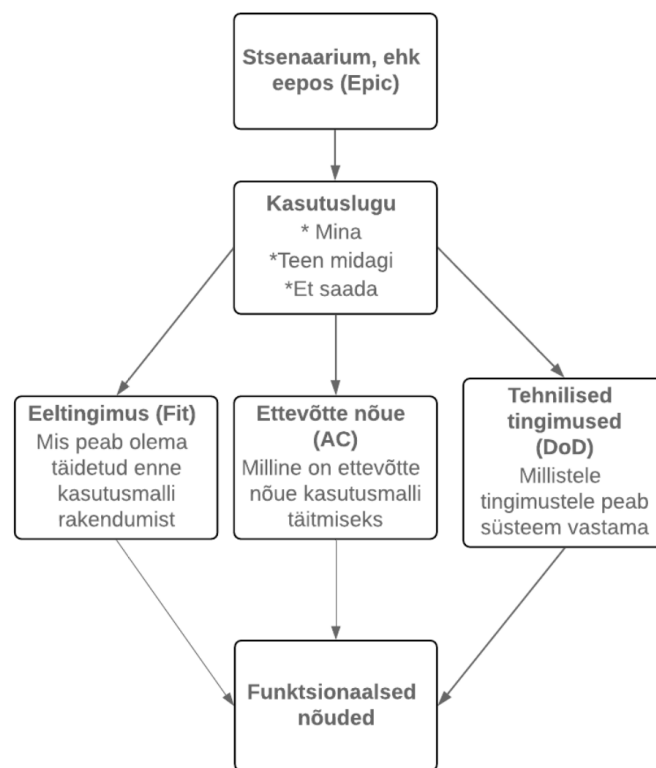 Stsenaarium, ehk
eepos (Epic)
Kasutuslugu
* Mina
*Teen midagi
*Et saada
Eeltingimus (Fit)
Mis peab olema
täidetud enne
kasutusmalli
rakendumist
Ettevõtte nõue
(AC)
Milline on ettevõtte
nõue kasutusmalli
täitmiseks
Tehnilised
tingimused
(DoD)
Millistele
tingimustele peab
süsteem vastama
Funktsionaalsed
nõuded